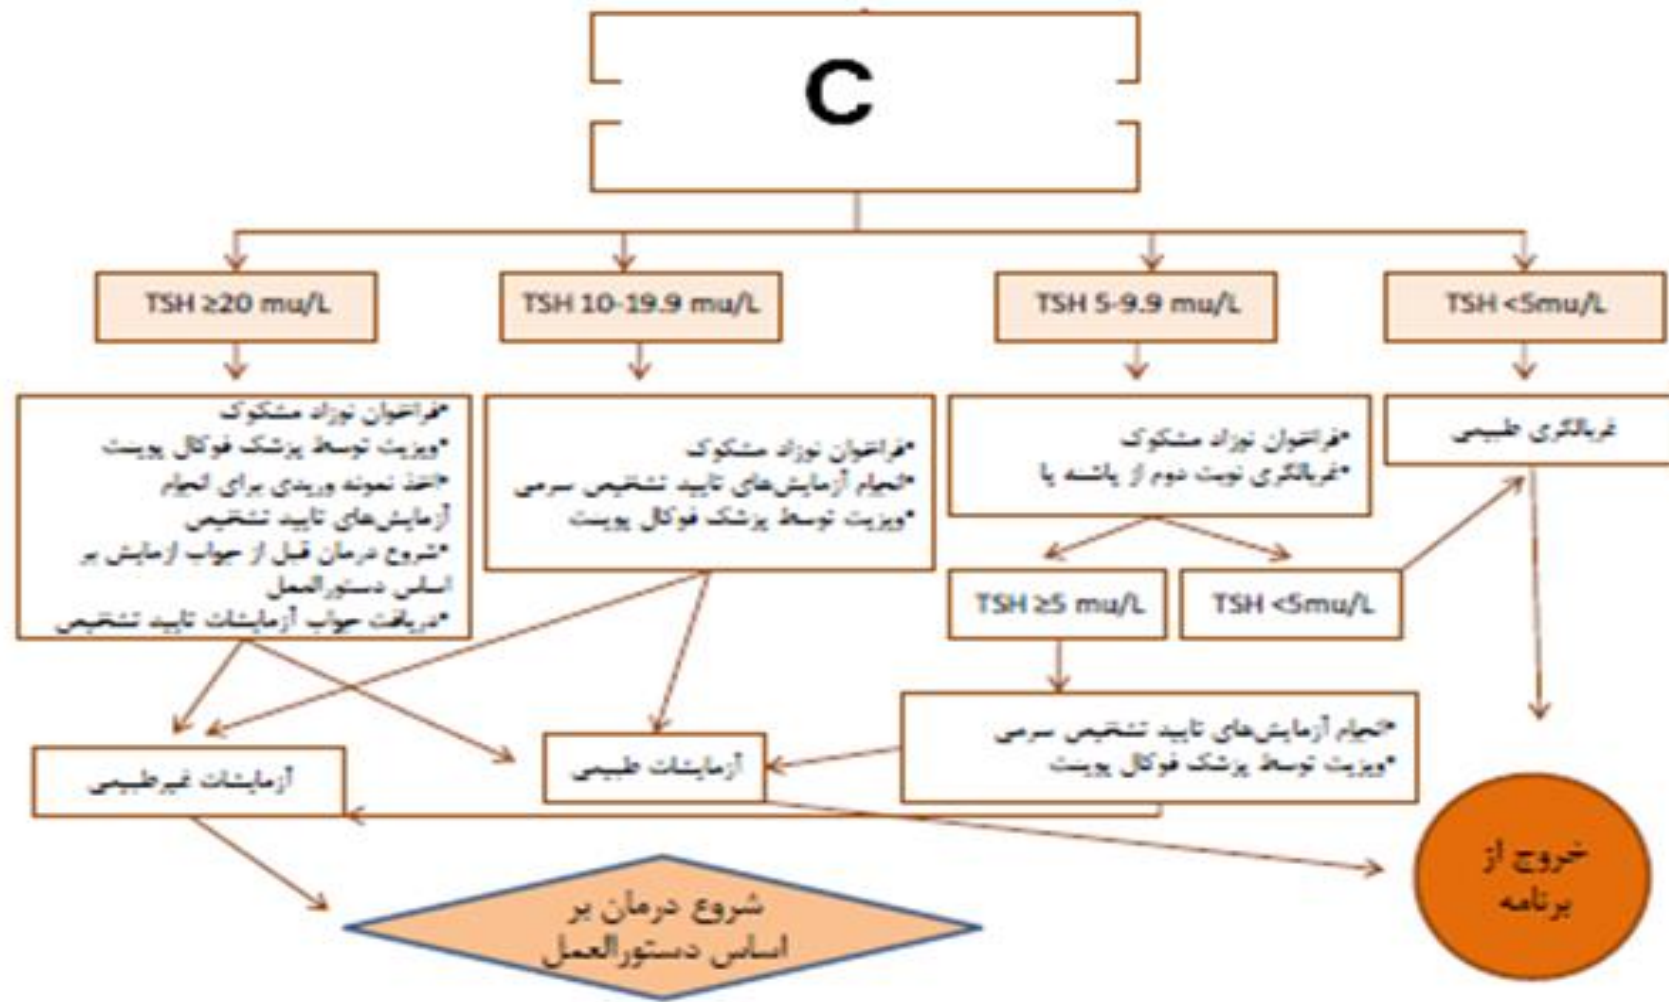 C
TSH ≥20 mu/L
TSH 10-19.9 mu/L
TSH 5-9.9 mu/L
TSH <5mu/L
•فراخوان نوزاد مشکوک
•ویزیت توسط پزشک فوکال پوینت
•اخذ نمونه وریدی برای انجام
آزمایش‌های تایید تشخیص
•شروع درمان قبل از جواب ازمایش بر
اساس دستورالعمل
•دریافت جواب آزمایشات تایید تشخیص
•فراخوان نوزاد مشکوک
•انجام آزمایش‌های تایید تشخیص سرمی
•ویزیت توسط پزشک فوکال پوینت
•فراخوان نوزاد مشکوک
•غربالگری نوبت دوم از پاشنه پا
غربالگری طبیعی
TSH ≥5 mu/L
TSH <5mu/L
•انجام آزمایش‌های تایید تشخیص سرمی
•ویزیت توسط پزشک فوکال پوینت
آزمایشات غیرطبیعی
آزمایشات طبیعی
شروع درمان بر
اساس دستورالعمل
خروج از
برنامه